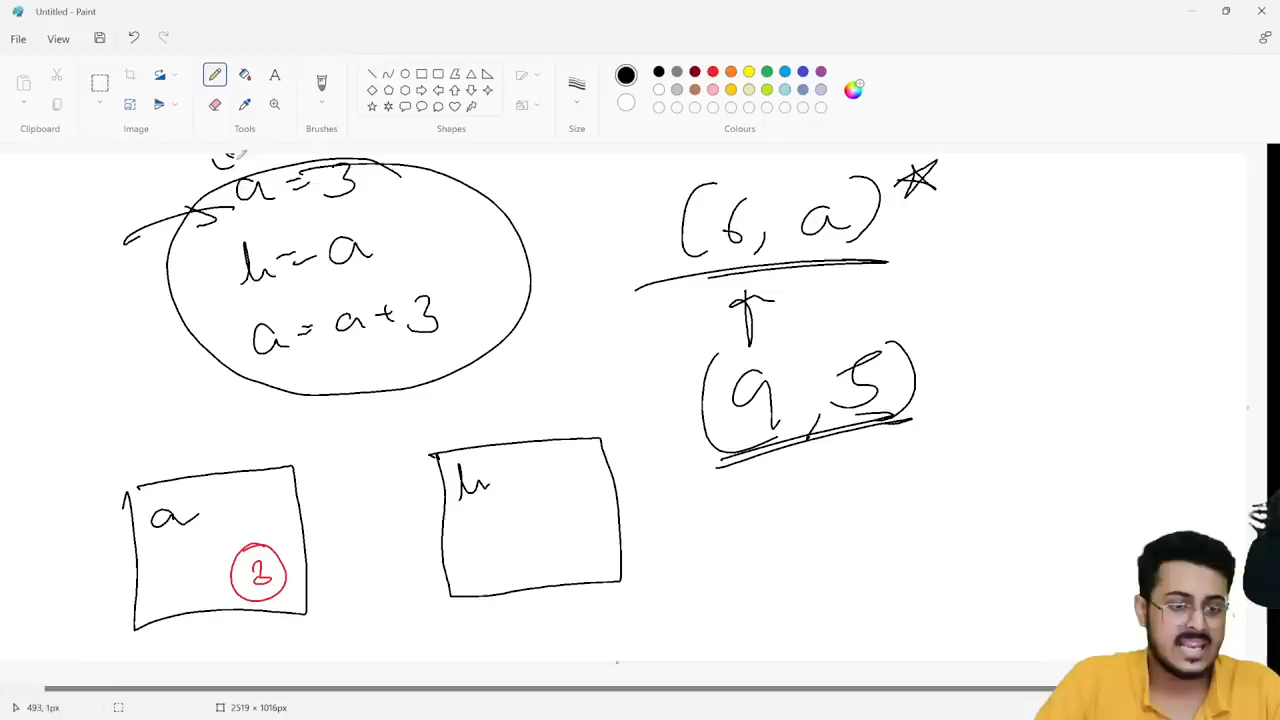 Untitled - Paint
File View
Clipboard Image Tools Brushes Shapes Size Colours
a = 3
b = a
a = a + 3
(6, a)
(9, 5)
a
3
b
493, 1px 2519 × 1016px